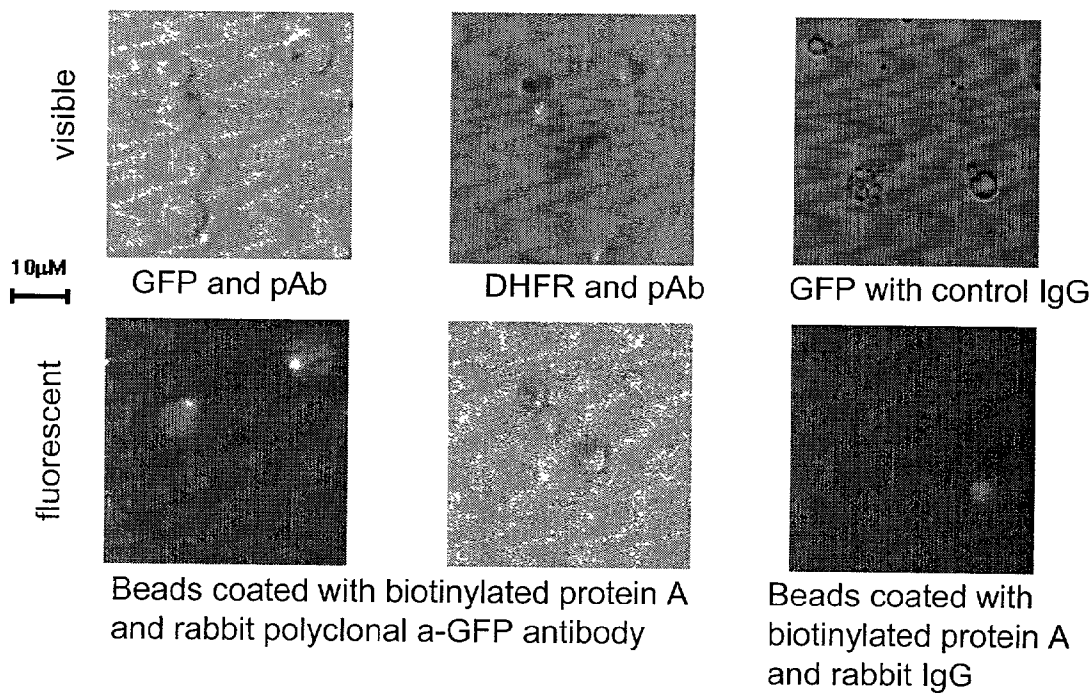 visible
10µM
GFP and pAb
DHFR and pAb
GFP with control IgG
fluorescent
Beads coated with biotinylated protein A
and rabbit polyclonal a-GFP antibody
Beads coated with
biotinylated protein A
and rabbit IgG